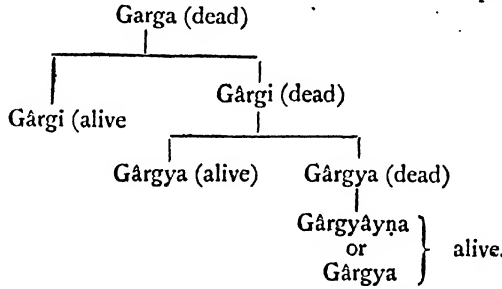 Garga (dead)
Gârgi (alive
Gârgi (dead)
Gârgya (alive) Gârgya (dead)
Gârgyâyṇa
or
alive.
Gârgya